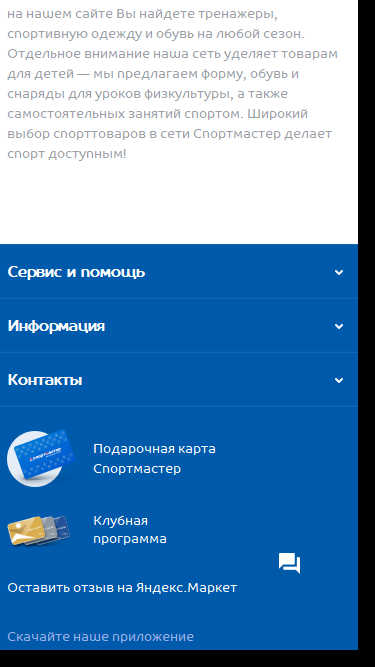 на нашем сайте Вы найдете тренажеры,
спортивную одежду и обувь на любой сезон.
Отдельное внимание наша сеть уделяет товарам
для детей — мы предлагаем форму, обувь и
снаряды для уроков физкультуры, а также
самостоятельных занятий спортом. Широкий
выбор спорттоваров в сети Спортмастер делает
спорт доступным!
Сервис и помощь
Информация
Контакты
Подарочная карта
Спортмастер
Клубная
программа
Оставить отзыв на Яндекс.Маркет
Скачайте наше приложение